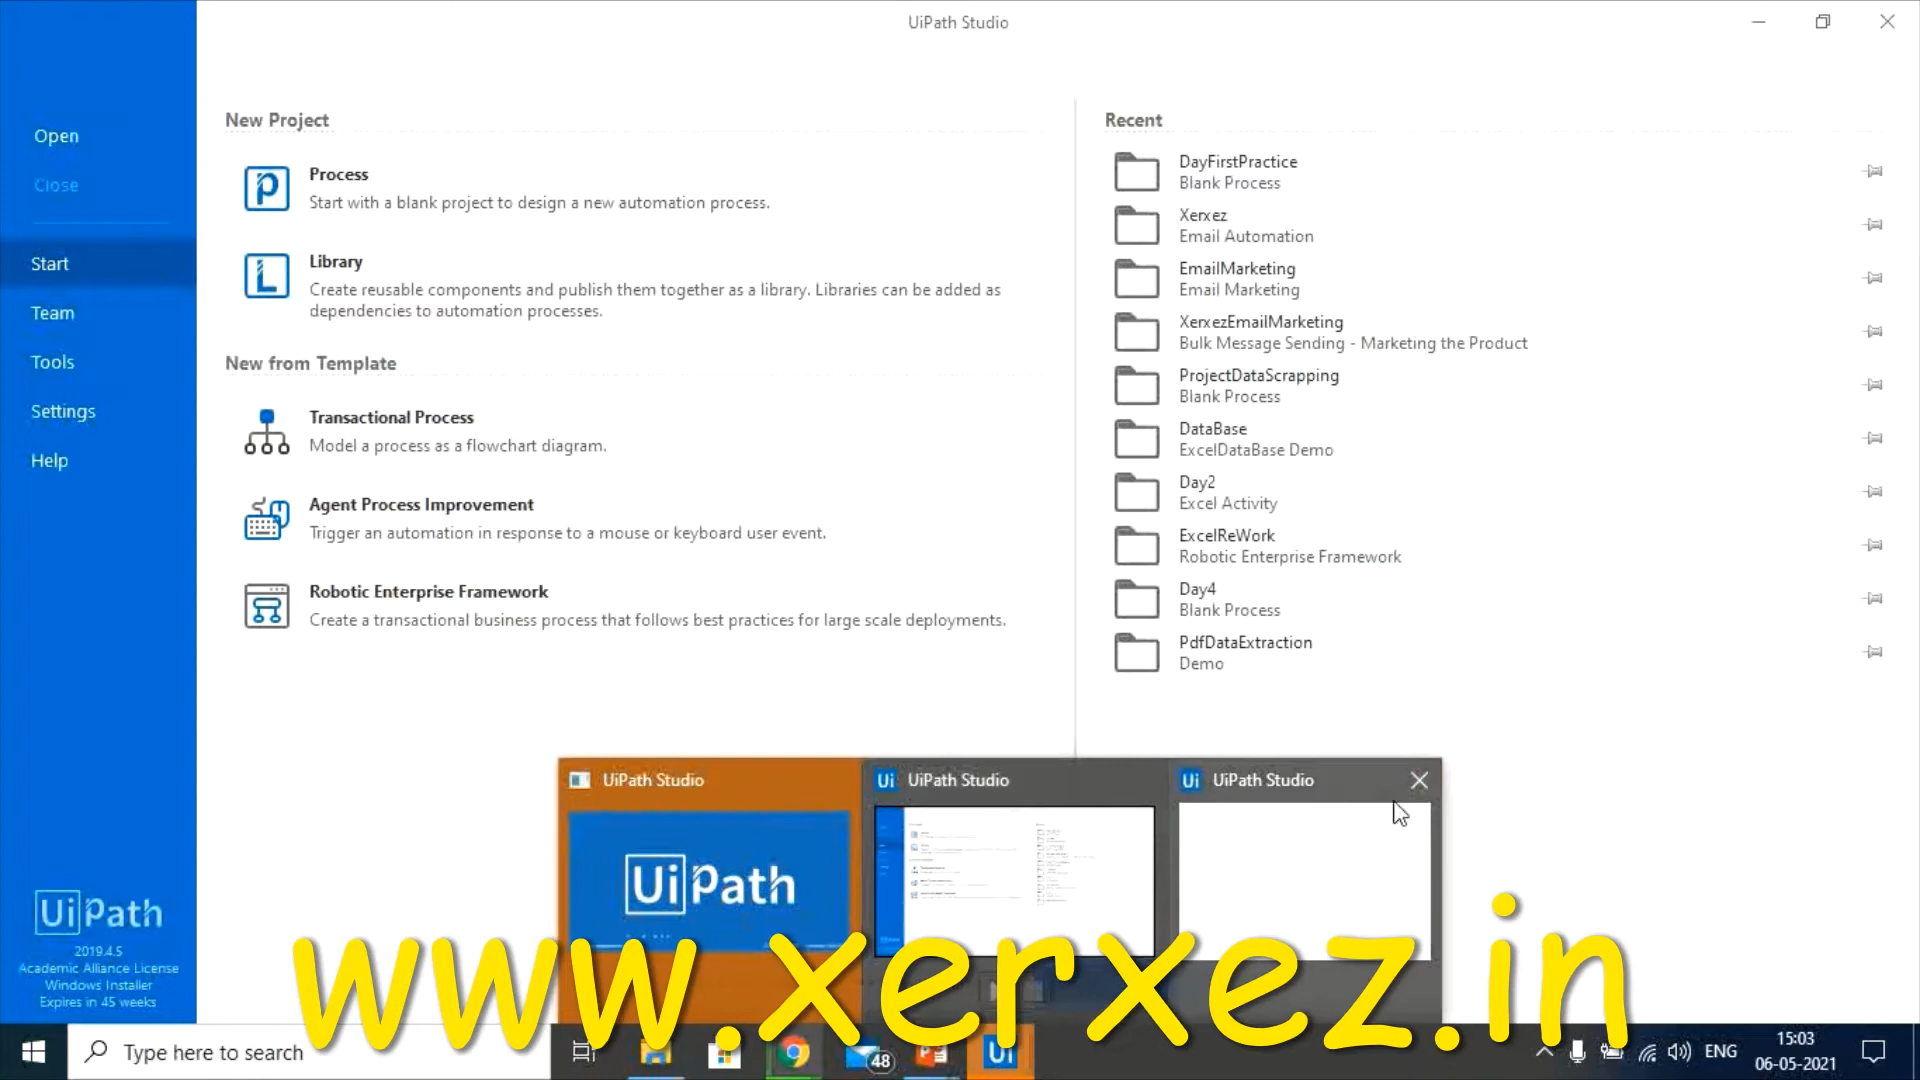 UiPath Studio
Open
Close
Start
Team
Tools
Settings
Help
New Project
Process
Start with a blank project to design a new automation process.
Library
Create reusable components and publish them together as a library. Libraries can be added as
dependencies to automation processes.
New from Template
Transactional Process
Model a process as a flowchart diagram.
Agent Process Improvement
Trigger an automation in response to a mouse or keyboard user event.
Robotic Enterprise Framework
Create a transactional business process that follows best practices for large scale deployments.
Recent
DayFirstPractice
Blank Process
Xerxez
Email Automation
EmailMarketing
Email Marketing
XerxezEmailMarketing
Bulk Message Sending - Marketing the Product
ProjectDataScrapping
Blank Process
DataBase
ExcelDataBase Demo
Day2
Excel Activity
ExcelReWork
Robotic Enterprise Framework
Day4
Blank Process
PdfDataExtraction
Demo
UiPath Studio
Ui UiPath Studio
Ui UiPath Studio
UiPath
UiPath
2019.4.5
Academic Alliance License
Windows Installer
Expires in 45 weeks
www.xerxez.in
Type here to search
48
Ui
ENG
15:03
06-05-2021